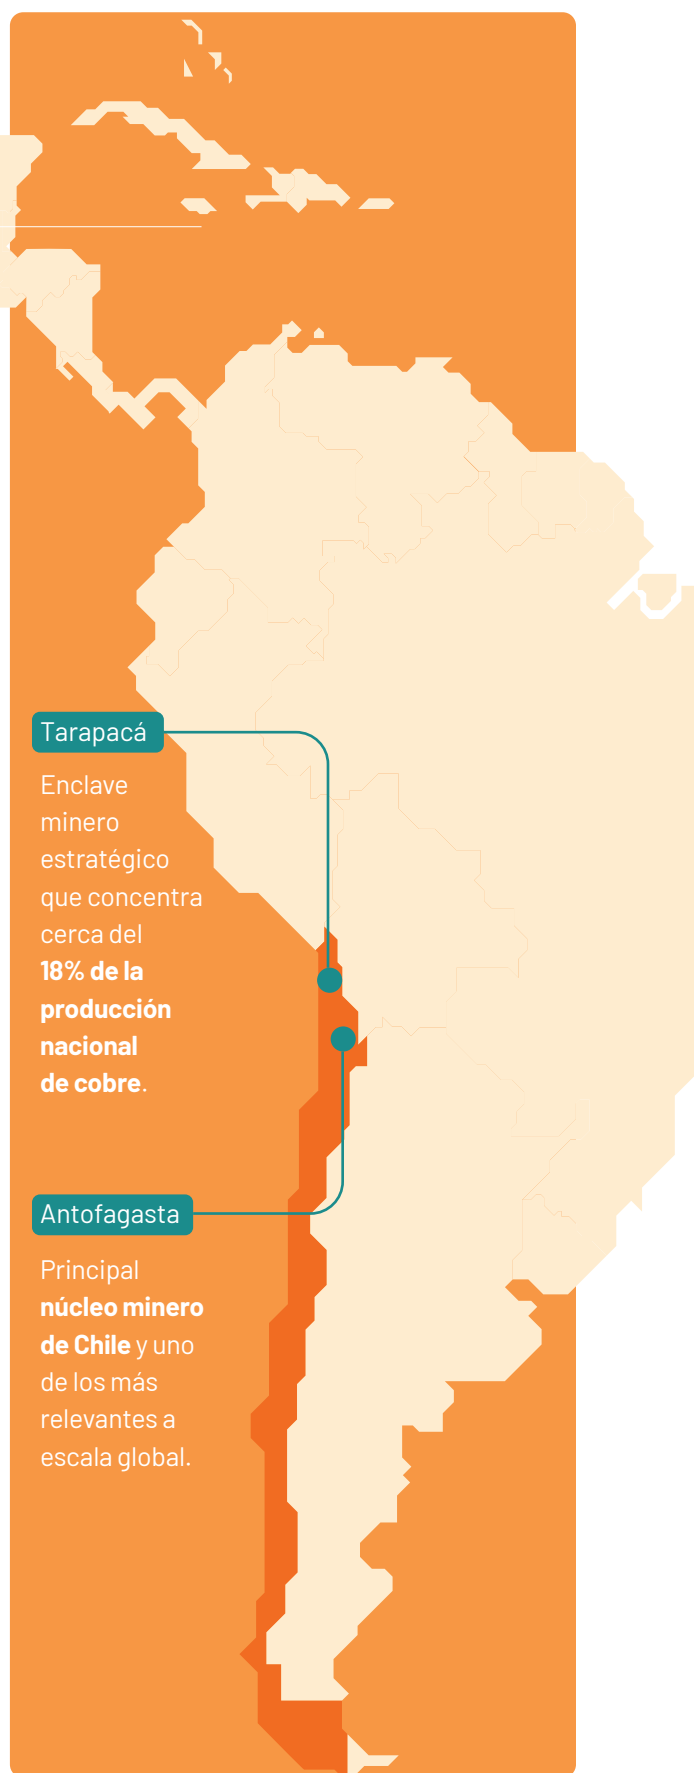 Tarapacá
Enclave
minero
estratégico
que concentra
cerca del
18% de la
producción
nacional
de cobre.
Antofagasta
Principal
núcleo minero
de Chile y uno
de los más
relevantes a
escala global.